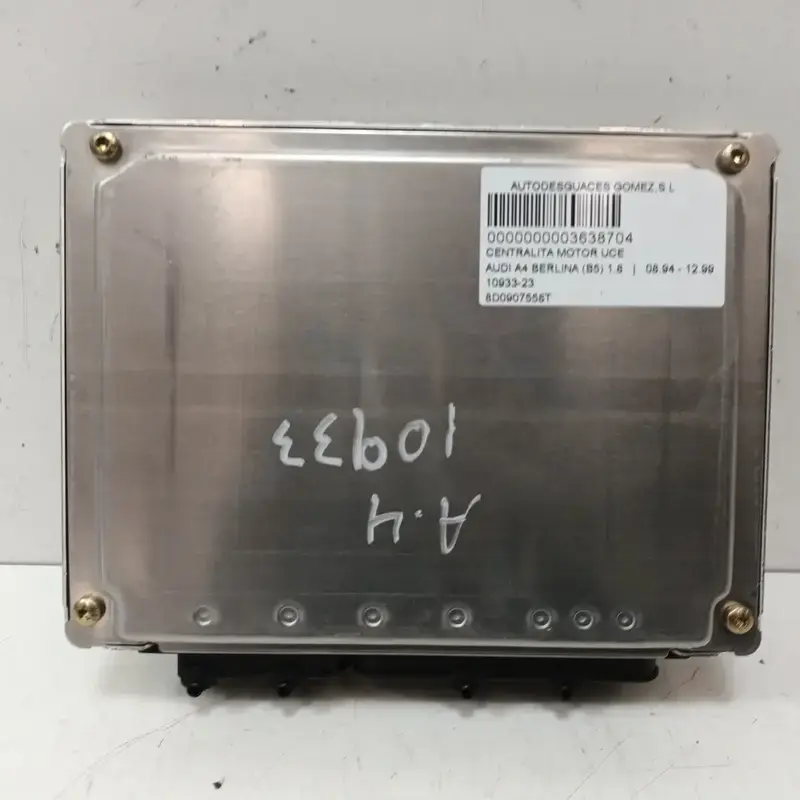 AUTODESGUACES GOMEZ,S L
0000000003638704
CENTRALITA MOTOR UCE
AUDI A4 BERLINA (B5) 1.8 | 08.94 - 12.99
10933-23
8D0907558T
A.4
10933